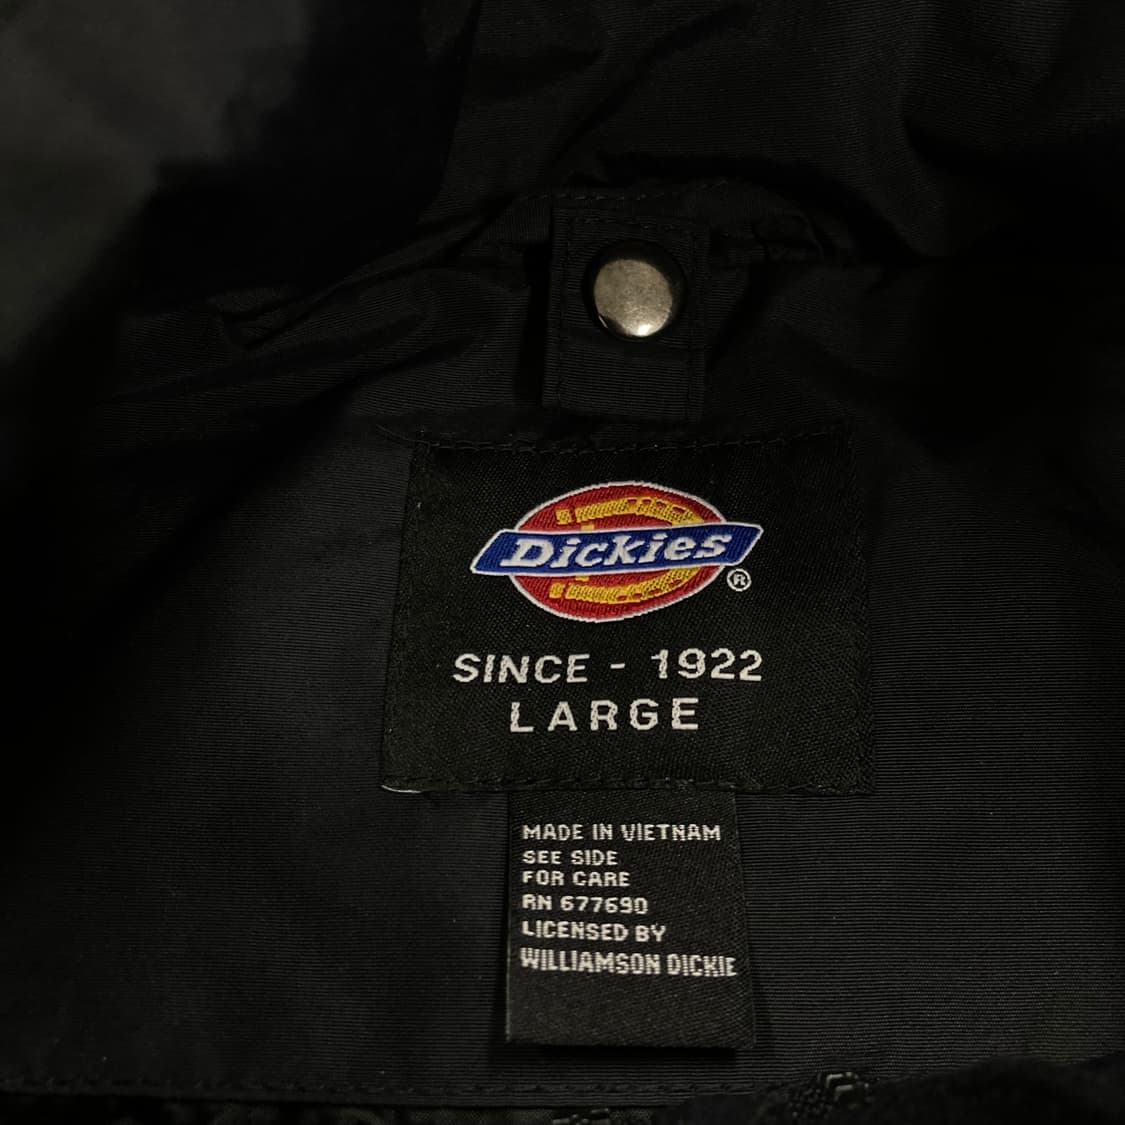 Dickies
®
SINCE - 1922
LARGE
MADE IN VIETNAM
SEE SIDE
FOR CARE
RN 677690
LICENSED BY
WILLIAMSON DICKIE